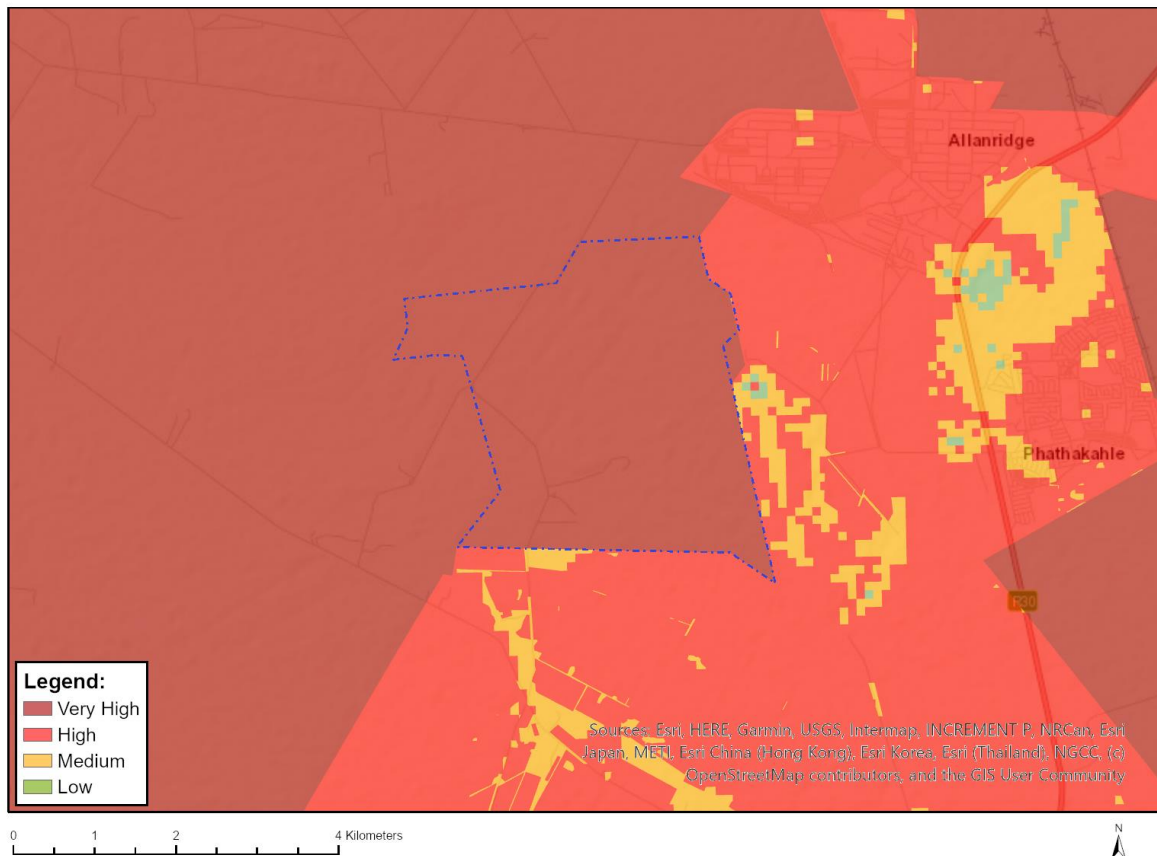 Allanridge
Phathakahle
R30
Legend:
Very High
High
Medium
Low
Sources: Esri, HERE, Garmin, USGS, Intermap, INCREMENT P, NRCan, Esri
Japan, METI, Esri China (Hong Kong), Esri Korea, Esri (Thailand), NGCC, (c)
OpenStreetMap contributors, and the GIS User Community
0 1 2 4 Kilometers
N